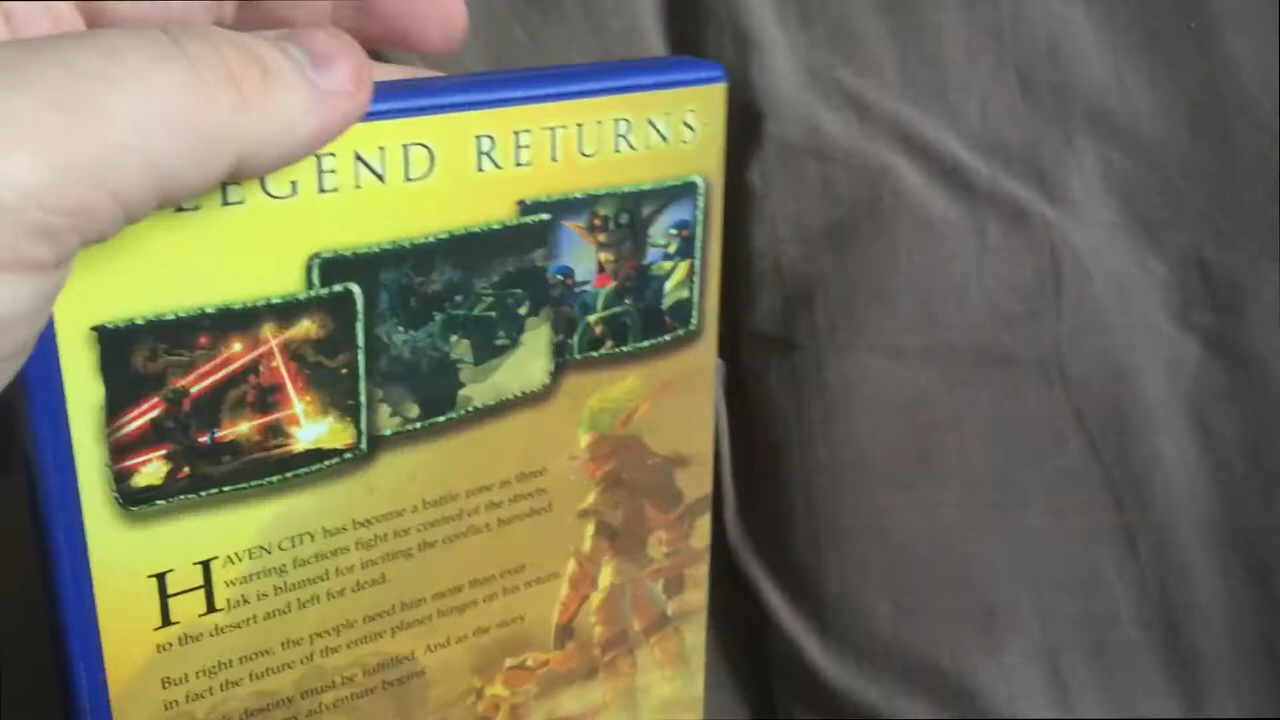 LEGEND RETURNS
HAVEN CITY has become a battle zone as three
warring factions fight for control of the streets.
Jak is blamed for inciting the conflict, banished
to the desert and left for dead.
But right now, the people need him more than ever
in fact the future of the entire planet hinges on his return.
destiny must be fulfilled. And as the story
adventure begins